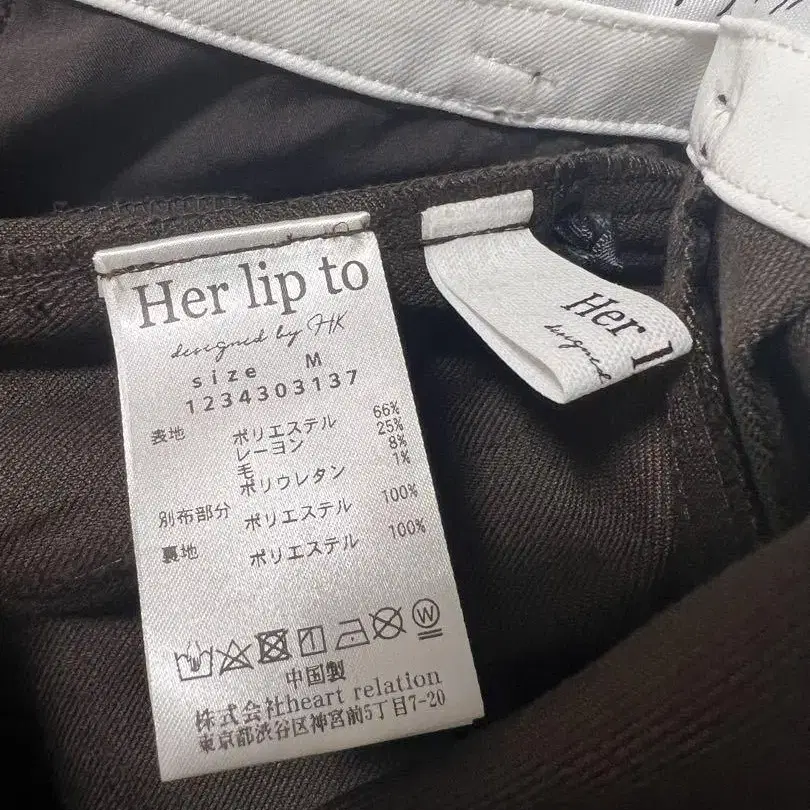 Her lip to
designed by HK
size M
1234303137
表地 ポリエステル 66%
レーヨン 25%
毛 8%
ポリウレタン 1%
別布部分 ポリエステル 100%
裏地 ポリエステル 100%
W
中国製
株式会社heart relation
東京都渋谷区神宮前5丁目7-20
Her l
designed